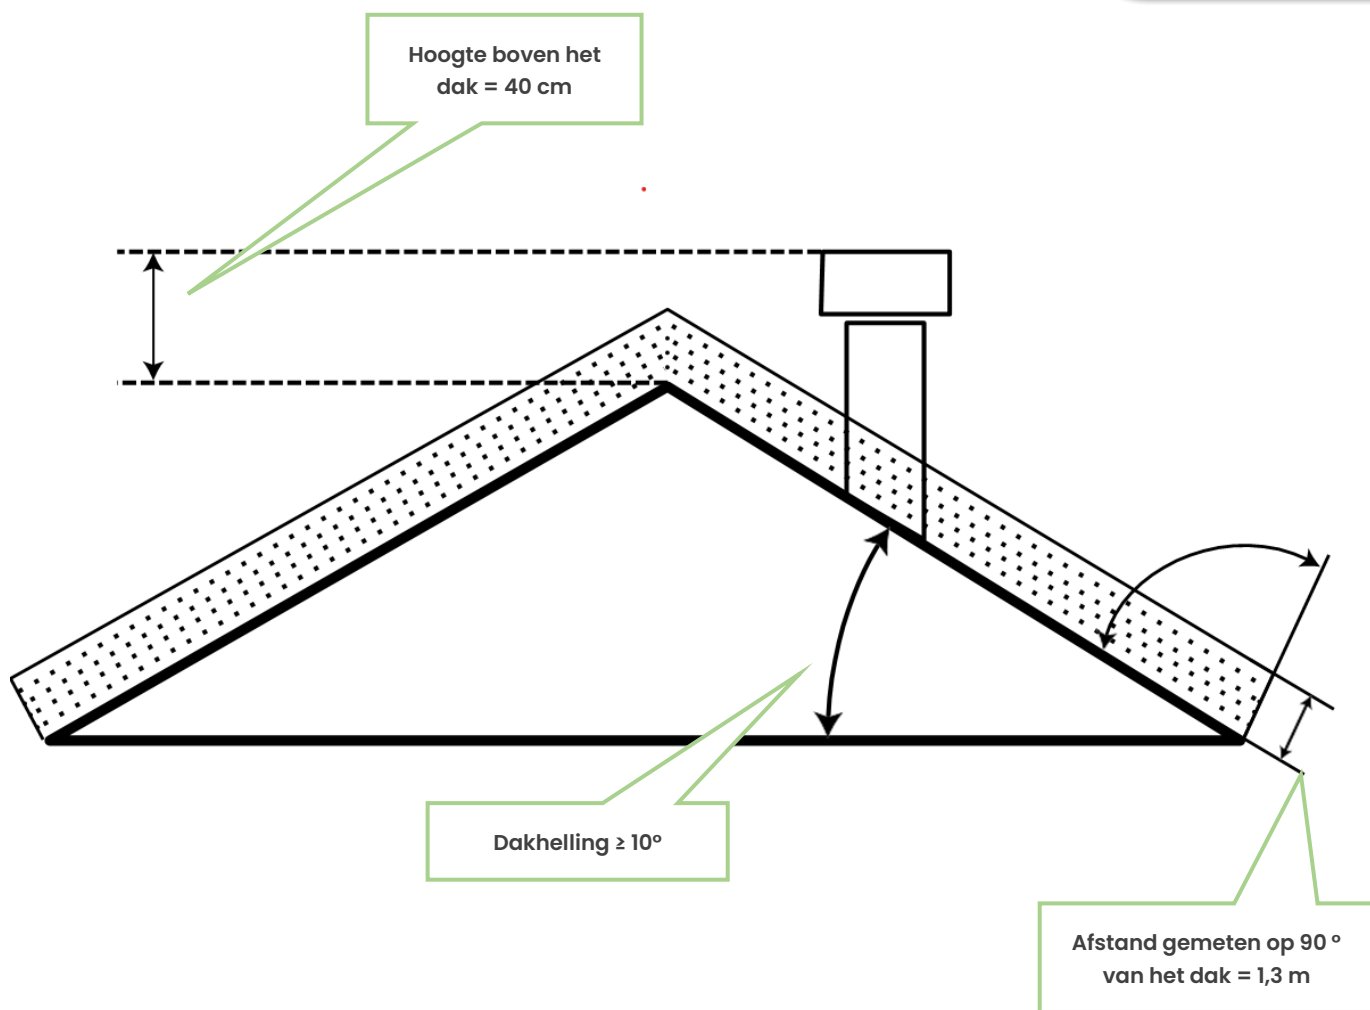 Hoogte boven het
dak = 40 cm
Dakhelling ≥ 10°
Afstand gemeten op 90 °
van het dak = 1,3 m